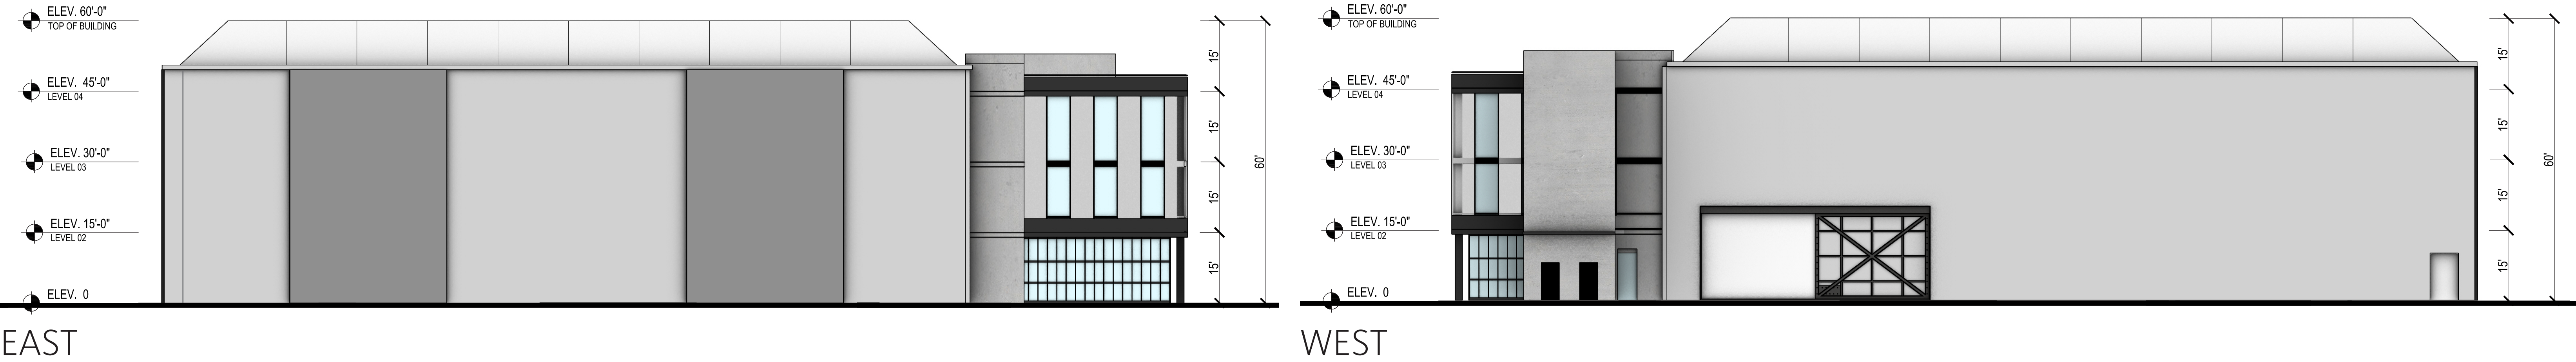 ELEV. 60'-0"
TOP OF BUILDING
ELEV. 45'-0"
LEVEL 04
ELEV. 30'-0"
LEVEL 03
ELEV. 15'-0"
LEVEL 02
ELEV. 0
15'
15'
15'
15'
60'
EAST
ELEV. 60'-0"
TOP OF BUILDING
ELEV. 45'-0"
LEVEL 04
ELEV. 30'-0"
LEVEL 03
ELEV. 15'-0"
LEVEL 02
ELEV. 0
15'
15'
15'
15'
60'
WEST